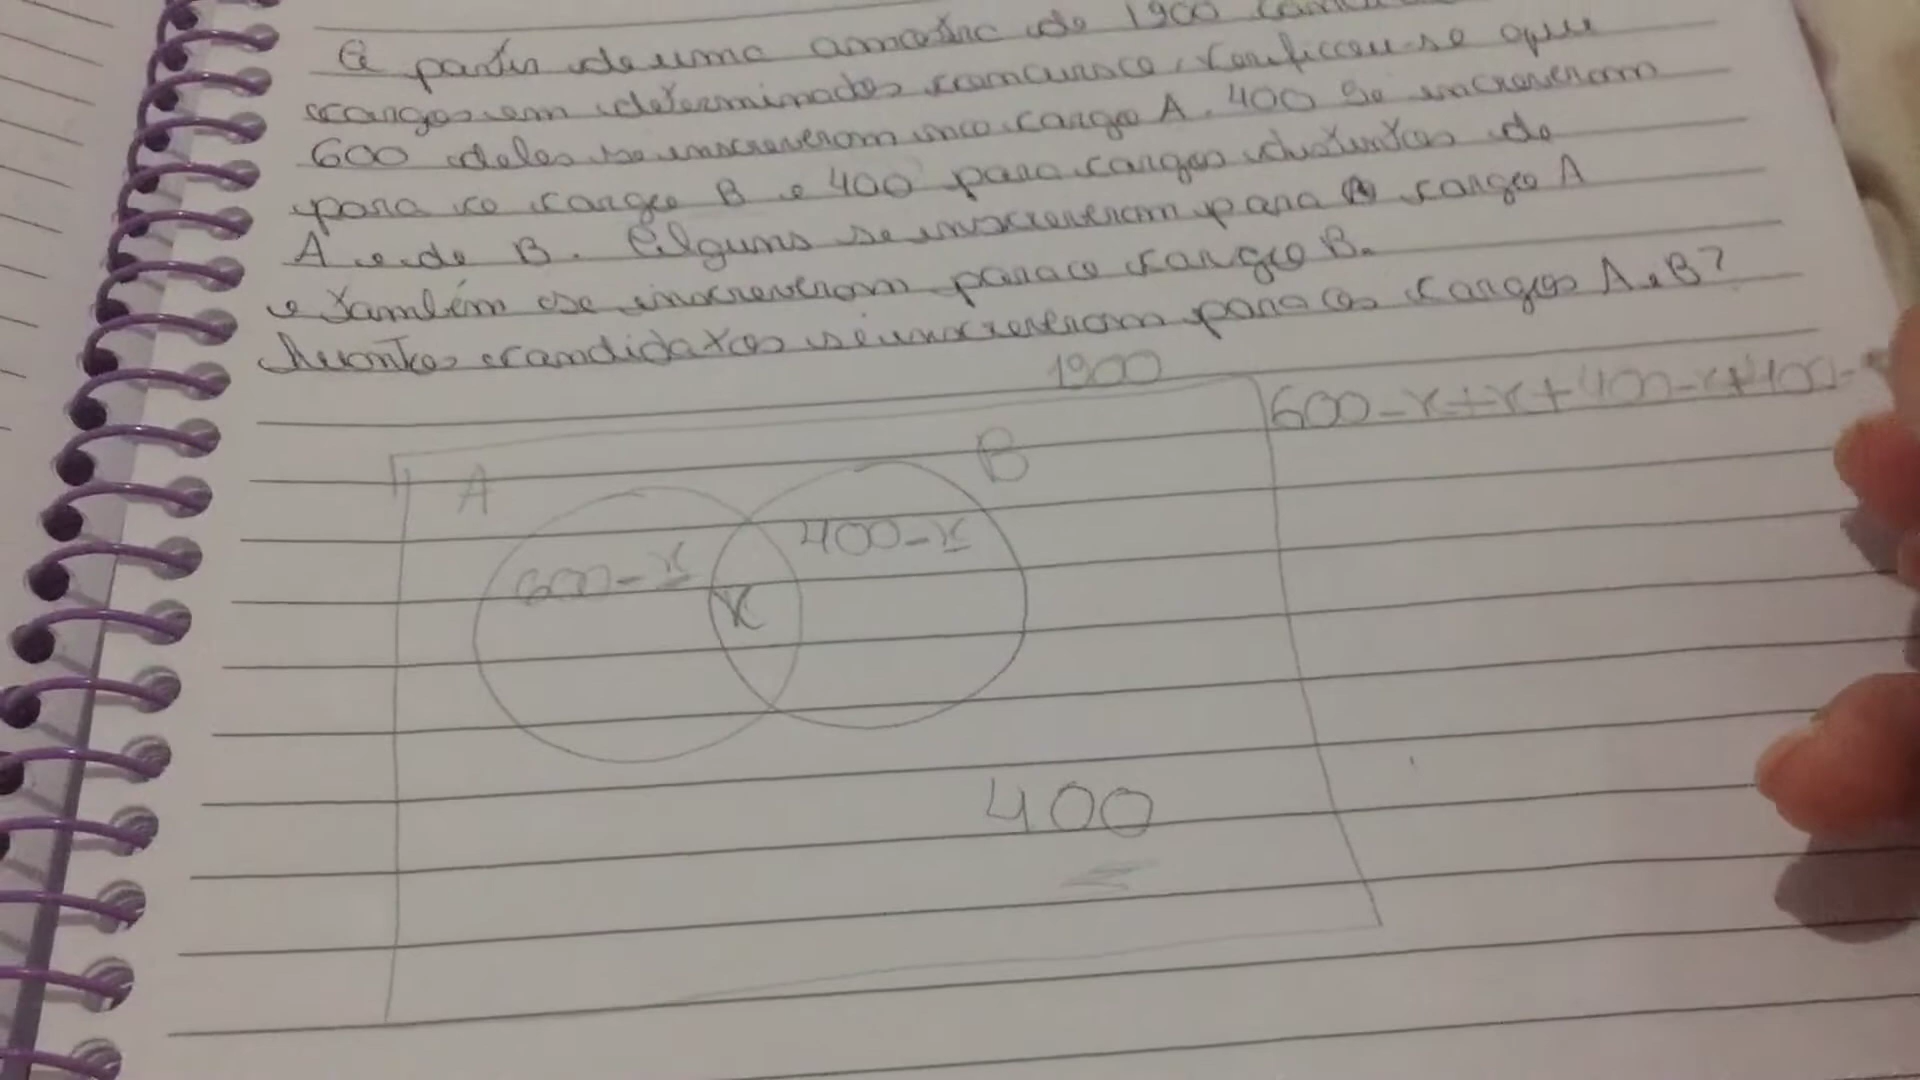 A partir de uma amostra de 1900
cargos em determinados concursos, verificou-se que
600 deles se inscreveram no cargo A. 400 se inscreveram
para o cargo B e 400 para cargos distintos de
A e de B. Alguns se inscreveram para o cargo A
e também se inscreveram para o cargo B.
Quantos candidatos se inscreveram para os cargos A e B?
1900
600-x+x+400-x+400
A
B
600-x
x
400-x
400